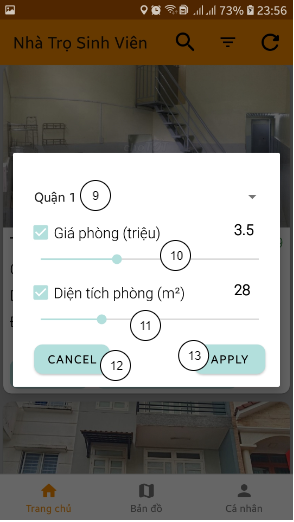 73% 23:56
Nhà Trọ Sinh Viên
Quận 1 9
Giá phòng (triệu) 3.5
10
Diện tích phòng (m²) 28
11
CANCEL 12
13 APPLY
Trang chủ Bản đồ Cá nhân